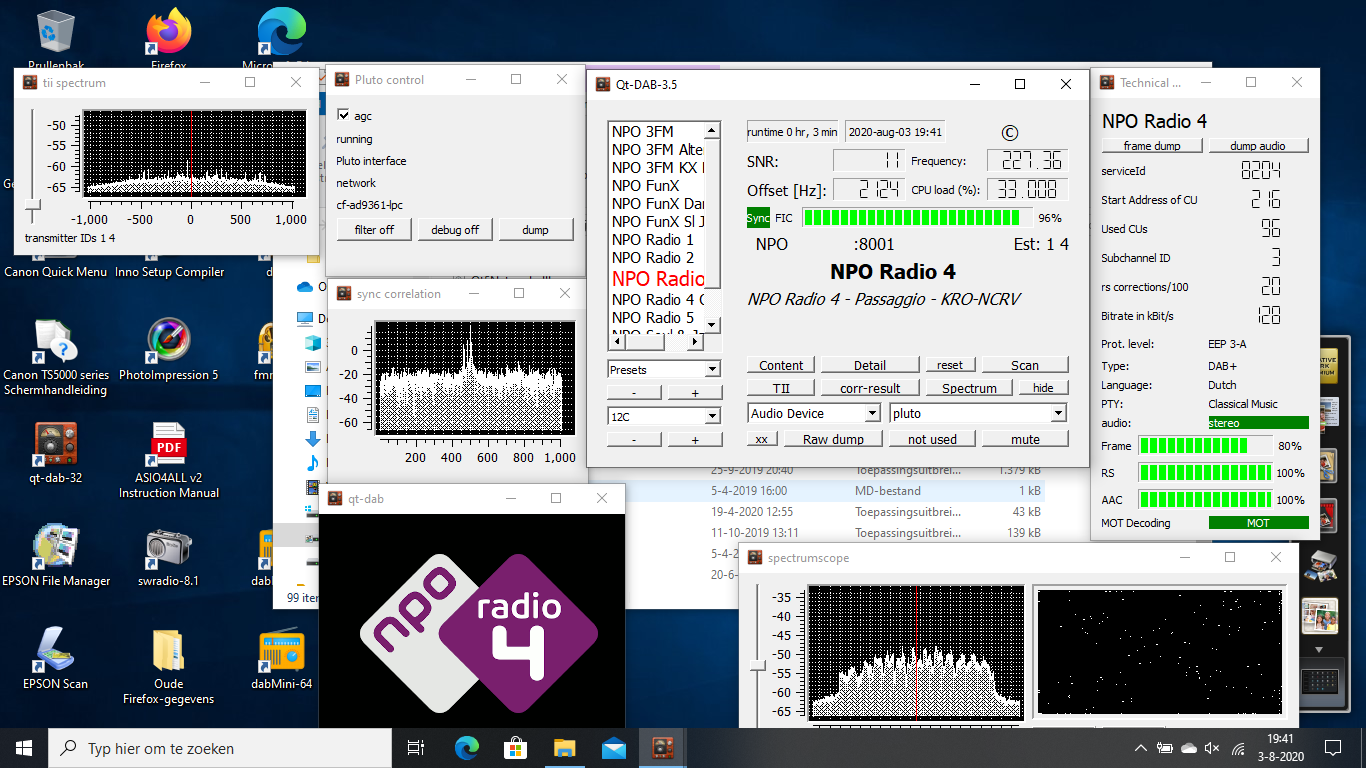 Prullenbak
Firefox
tii spectrum
-50
-55
-60
-65
-1,000
-500
0
500
1,000
transmitter IDs 1 4
Canon Quick Menu
Inno Setup Compiler
Canon TS5000 series
Schermhandleiding
PhotoImpression 5
qt-dab-32
PDF
ASIO4ALL v2
Instruction Manual
EPSON File Manager
swradio-8.1
EPSON Scan
Oude
Firefox-gegevens
dabMini-64
Pluto control
agc
running
Pluto interface
network
cf-ad9361-lpc
filter off
debug off
dump
sync correlation
0
-20
-40
-60
200
400
600
800
1,000
qt-dab
npo
radio
4
Qt-DAB-3.5
NPO 3FM
NPO 3FM Alte
NPO 3FM KX
NPO FunX
NPO FunX Da
NPO FunX Sl J
NPO Radio 1
NPO Radio 2
NPO Radio
NPO Radio 4
NPO Radio 5
Presets
-
+
12C
-
+
runtime 0 hr, 3 min
2020-aug-03 19:41
©
SNR:
11
Frequency:
227.36
Offset [Hz]:
2124
CPU load (%):
33.008
Sync
FIC
96%
NPO
:8001
Est: 1 4
NPO Radio 4
NPO Radio 4 - Passaggio - KRO-NCRV
Content
Detail
reset
Scan
TII
corr-result
Spectrum
hide
Audio Device
pluto
xx
Raw dump
not used
mute
25-9-2019 20:40
Toepassingsuitbrei...
1.379 kB
5-4-2019 16:00
MD-bestand
1 kB
19-4-2020 12:55
Toepassingsuitbrei...
43 kB
11-10-2019 13:11
Toepassingsuitbrei...
139 kB
Technical ...
NPO Radio 4
frame dump
dump audio
serviceId
8204
Start Address of CU
216
Used CUs
96
Subchannel ID
3
rs corrections/100
20
Bitrate in kBit/s
128
Prot. level:
EEP 3-A
Type:
DAB+
Language:
Dutch
PTY:
Classical Music
audio:
stereo
Frame
80%
RS
100%
AAC
100%
MOT Decoding
MOT
spectrumscope
-35
-40
-45
-50
-55
-60
-65
Typ hier om te zoeken
19:41
3-8-2020